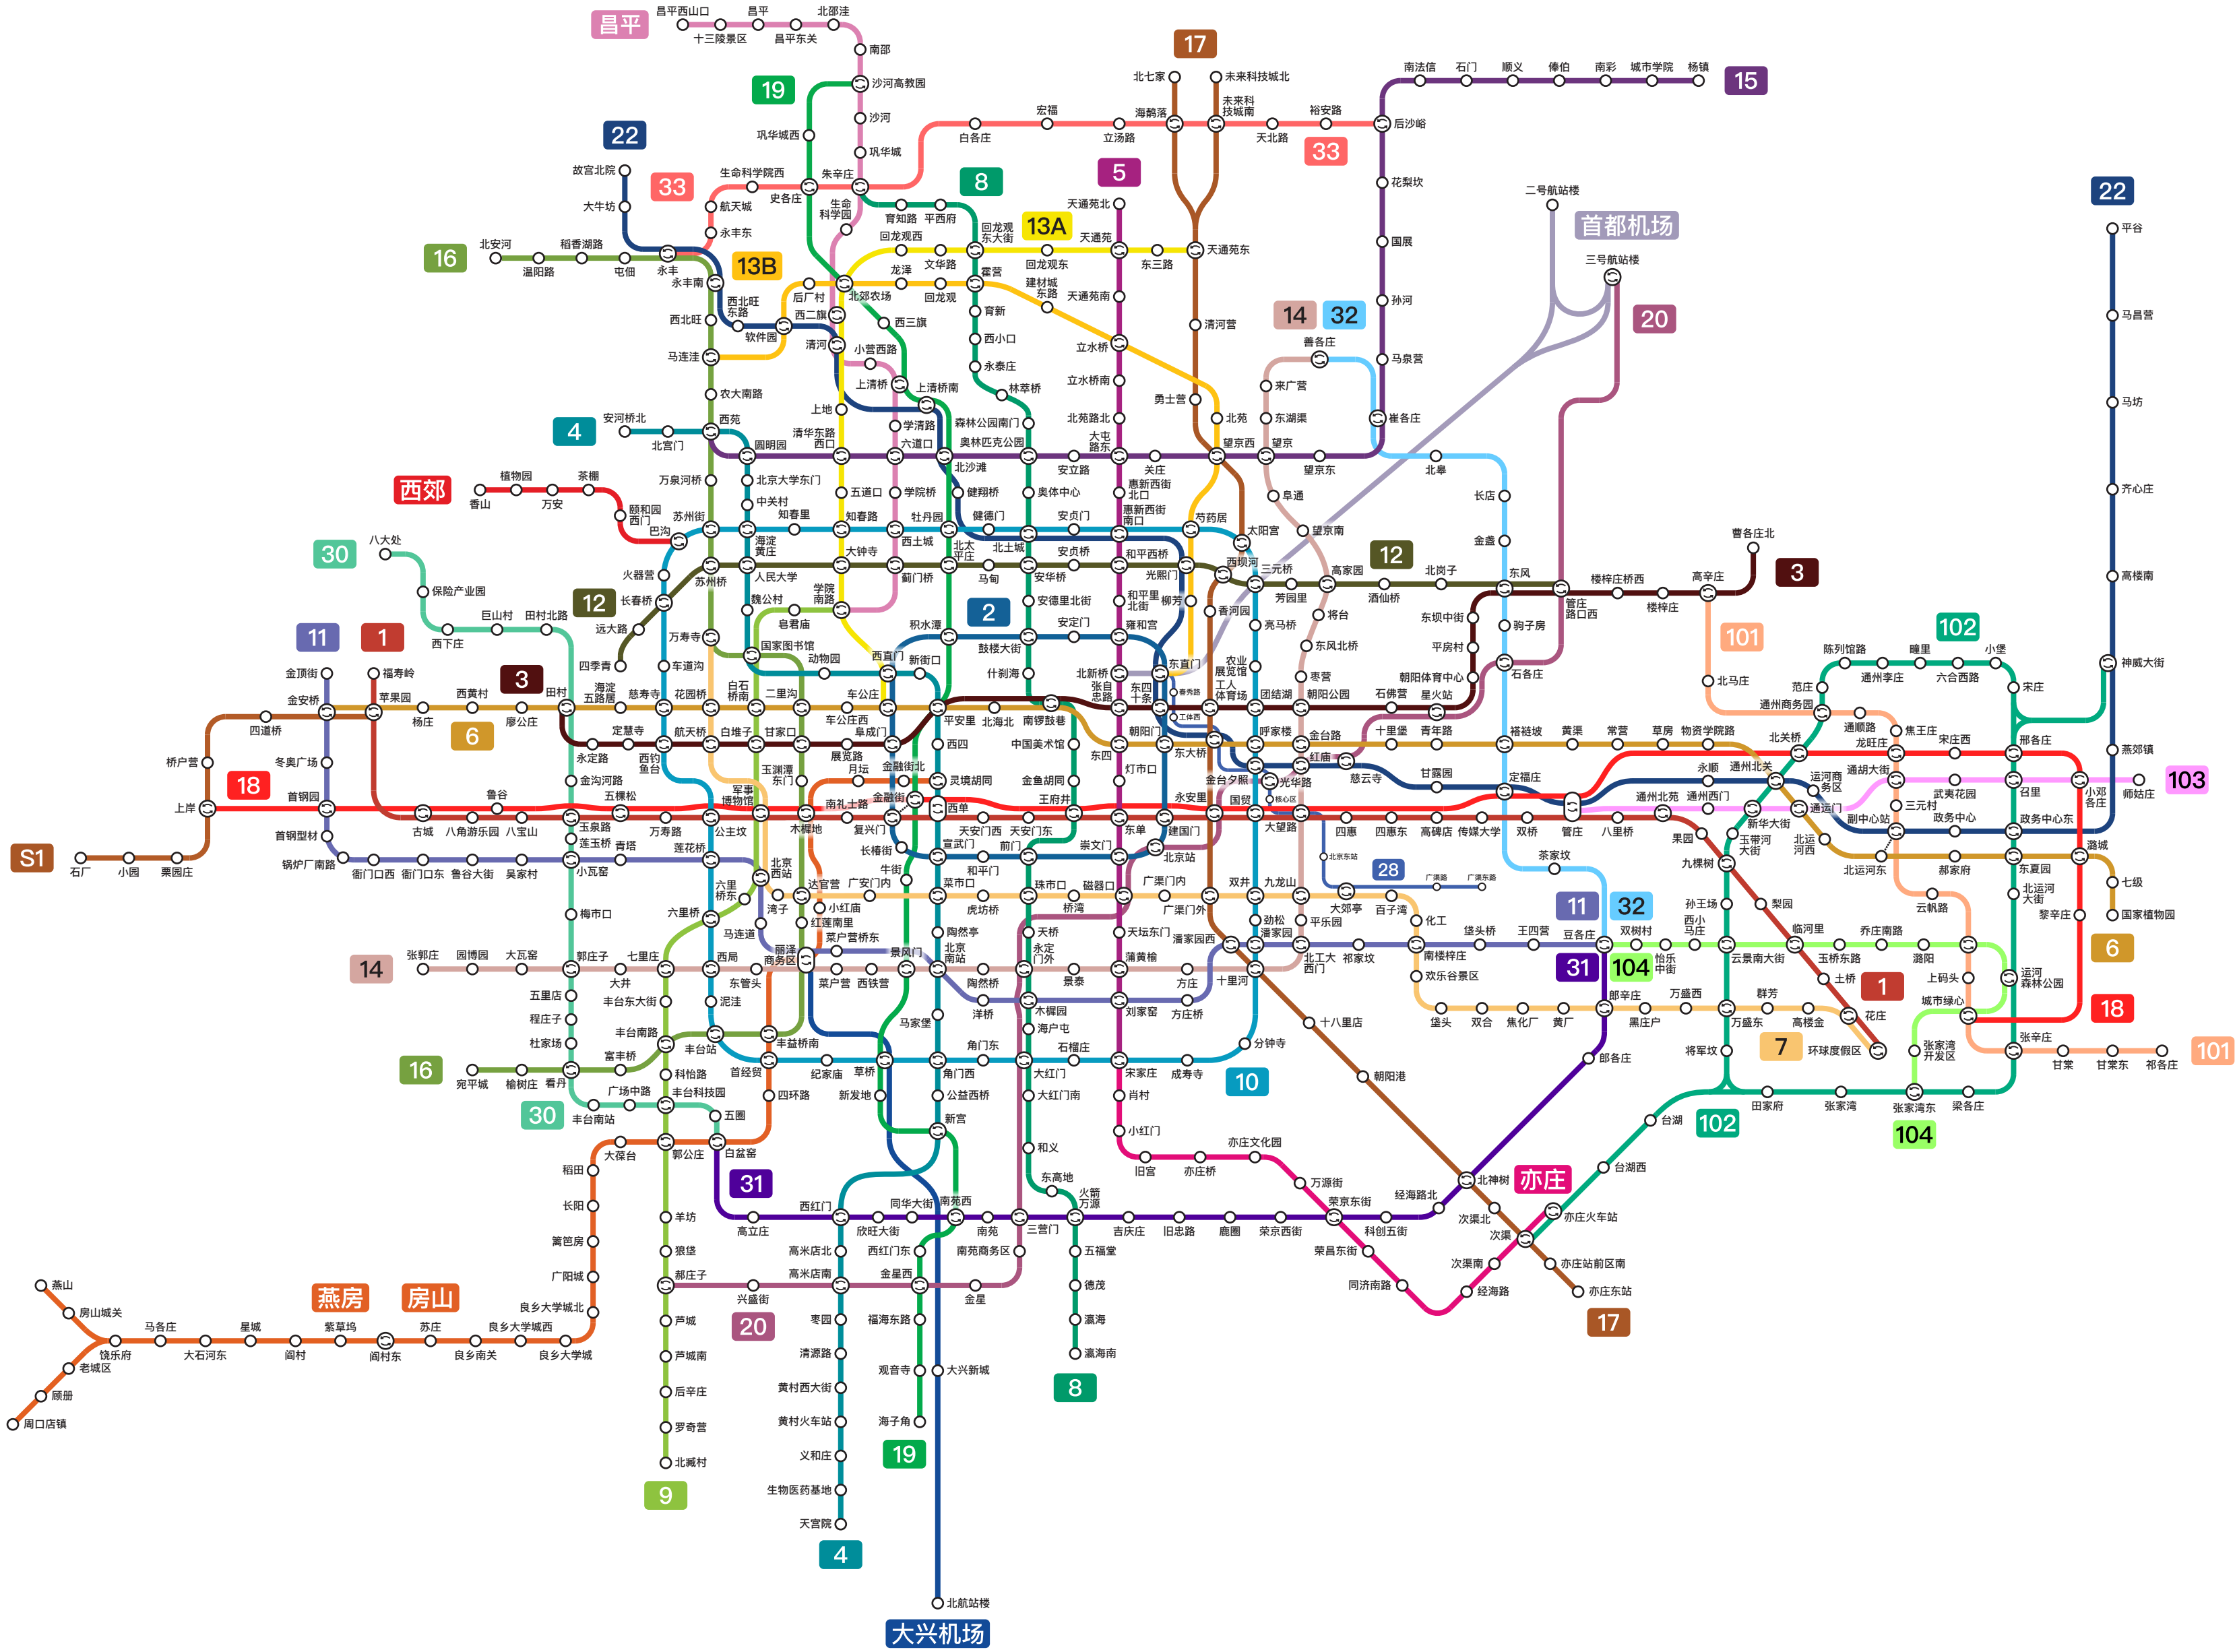 昌平西山口
昌平
北邵洼
昌平
十三陵景区
昌平东关
17
南邵
19
沙河高教园
北七家
未来科技城北
南法信
石门
顺义
俸伯
南彩
城市学院
杨镇
15
沙河
宏福
海鹊落
未来科
技城南
裕安路
22
巩华城西
白各庄
立汤路
天北路
后沙峪
巩华城
33
故宫北院
33
生命科学院西
朱辛庄
8
5
花梨坎
二号航站楼
22
史各庄
大牛坊
航天城
生命
科学园
育知路
平西府
天通苑北
首都机场
平谷
永丰东
13A
16
北安河
稻香湖路
回龙观西
回龙观
东大街
天通苑
天通苑东
国展
温阳路
屯佃
永丰
13B
文华路
回龙观东
东三路
三号航站楼
永丰南
后厂村
北郊农场
龙泽
回龙观
霍营
建材城
东路
天通苑南
孙河
西北旺
西北旺
东路
西二旗
西三旗
育新
清河营
14
32
20
马昌营
软件园
清河
西小口
立水桥
善各庄
马连洼
小营西路
永泰庄
马泉营
农大南路
上清桥
上清桥南
林萃桥
立水桥南
来广营
勇士营
马坊
上地
4
安河桥北
北宫门
西苑
学清路
森林公园南门
北苑路北
北苑
东湖渠
崔各庄
圆明园
清华东路
西口
六道口
奥林匹克公园
大屯
路东
望京西
望京
北沙滩
安立路
关庄
望京东
北皋
西郊
植物园
茶棚
香山
万安
万泉河桥
北京大学东门
中关村
五道口
学院桥
健翔桥
奥体中心
惠新西街
北口
阜通
长店
齐心庄
颐和园
西门
巴沟
苏州街
知春里
知春路
牡丹园
健德门
安贞门
惠新西街
南口
芍药居
太阳宫
望京南
曹各庄北
30
八大处
海淀
黄庄
大钟寺
西土城
北太
平庄
北土城
安贞桥
和平西桥
金盏
12
3
火器营
苏州桥
人民大学
蓟门桥
马甸
安华桥
光熙门
西坝河
三元桥
高家园
北岗子
东风
楼梓庄桥西
高辛庄
高楼南
保险产业园
12
长春桥
魏公村
学院
南路
安德里北街
和平里
北街
柳芳
香河园
芳园里
酒仙桥
管庄
路口西
楼梓庄
巨山村
田村北路
皂君庙
2
将台
东坝中街
驹子房
11
1
西下庄
远大路
万寿寺
积水潭
安定门
雍和宫
亮马桥
101
102
金顶街
福寿岭
四季青
车道沟
国家图书馆
动物园
西直门
新街口
鼓楼大街
什刹海
北新桥
东直门
农业
展览馆
东风北桥
平房村
石各庄
陈列馆路
疃里
小堡
通州李庄
六合西路
神威大街
3
春秀路
枣营
朝阳体育中心
北马庄
金安桥
苹果园
西黄村
田村
海淀
五路居
慈寿寺
花园桥
白石
桥南
二里沟
车公庄
张自
忠路
东四
十条
工人
体育场
团结湖
朝阳公园
石佛营
星火站
范庄
宋庄
四道桥
杨庄
6
廖公庄
车公庄西
平安里
北海北
南锣鼓巷
工体西
通州商务园
定慧寺
航天桥
白堆子
甘家口
阜成门
西四
中国美术馆
朝阳门
呼家楼
金台路
十里堡
青年路
褡裢坡
黄渠
常营
草房
物资学院路
北关桥
通顺路
焦王庄
宋庄西
邢各庄
永定路
西钓
鱼台
展览路
东四
东大桥
红庙
龙旺庄
燕郊镇
桥户营
冬奥广场
金沟河路
玉渊潭
东门
月坛
金融街北
灵境胡同
金鱼胡同
灯市口
金台夕照
光华路
慈云寺
甘露园
定福庄
永顺
通州北关
运河商
务区
通胡大街
103
18
上岸
首钢园
鲁谷
五棵松
军事
博物馆
南礼士路
金融街
西单
王府井
永安里
国贸
核心区
通州北苑
通州西门
通运门
武夷花园
召里
小邓
各庄
师姑庄
古城
八角游乐园
八宝山
玉泉路
万寿路
公主坟
木樨地
复兴门
天安门西
天安门东
东单
建国门
大望路
四惠
四惠东
高碑店
传媒大学
双桥
管庄
八里桥
新华大街
三元村
首钢型材
莲玉桥
果园
玉带河
大街
北运
河西
副中心站
政务中心
政务中心东
S1
石厂
小园
栗园庄
锅炉厂南路
衙门口西
衙门口东
鲁谷大街
吴家村
小瓦窑
青塔
莲花桥
北京
西站
长椿街
宣武门
和平门
前门
崇文门
北京站
北京东站
茶家坟
九棵树
北运河东
郝家府
东夏园
潞城
牛街
28
广渠路
广渠东路
六里
桥东
湾子
达官营
广安门内
菜市口
虎坊桥
珠市口
桥湾
磁器口
广渠门内
广渠门外
双井
九龙山
大郊亭
百子湾
北运河
大街
七级
梅市口
六里桥
小红庙
红莲南里
11
32
孙王场
梨园
云帆路
黎辛庄
国家植物园
马连道
菜户营桥东
陶然亭
天桥
天坛东门
劲松
平乐园
化工
6
14
张郭庄
园博园
大瓦窑
郭庄子
七里庄
西局
丽泽
商务区
景风门
北京
南站
永定
门外
蒲黄榆
潘家园西
潘家园
垡头桥
王四营
豆各庄
双树村
西小
马庄
临河里
乔庄南路
大井
东管头
菜户营
西铁营
陶然桥
景泰
方庄
十里河
北工大
西门
祁家坟
南楼梓庄
31
104
怡乐
中街
云景南大街
玉桥东路
潞阳
运河
森林公园
欢乐谷景区
土桥
上码头
五里店
丰台东大街
泥洼
洋桥
木樨园
刘家窑
方庄桥
郎辛庄
万盛西
群芳
1
城市绿心
18
程庄子
马家堡
海户屯
十八里店
垡头
双合
焦化厂
黄厂
黑庄户
万盛东
高楼金
花庄
杜家场
丰台南路
丰台站
丰益桥南
角门东
石榴庄
分钟寺
将军坟
7
环球度假区
张家湾
开发区
张辛庄
101
16
宛平城
榆树庄
看丹
富丰桥
科怡路
首经贸
纪家庙
草桥
角门西
大红门
宋家庄
成寿寺
10
郎各庄
甘棠
甘棠东
祁各庄
30
丰台南站
广场中路
丰台科技园
五圈
四环路
新发地
公益西桥
大红门南
肖村
朝阳港
102
田家府
张家湾
张家湾东
梁各庄
台湖
104
新宫
小红门
大葆台
郭公庄
白盆窑
和义
旧宫
亦庄桥
亦庄文化园
台湖西
稻田
31
东高地
北神树
亦庄
万源街
长阳
羊坊
高立庄
西红门
欣旺大街
同华大街
南苑西
南苑
三营门
火箭
万源
吉庆庄
旧忠路
鹿圈
荣京西街
荣京东街
科创五街
经海路北
次渠北
亦庄火车站
篱笆房
狼垡
高米店北
西红门东
南苑商务区
五福堂
荣昌东街
次渠
广阳城
郝庄子
兴盛街
高米店南
金星西
金星
德茂
同济南路
次渠南
亦庄站前区南
燕山
燕房
房山
经海路
亦庄东站
房山城关
良乡大学城北
芦城
20
枣园
福海东路
瀛海
17
马各庄
星城
紫草坞
苏庄
良乡大学城西
饶乐府
大石河东
阎村
阎村东
良乡南关
良乡大学城
芦城南
清源路
瀛海南
老城区
观音寺
大兴新城
顾册
后辛庄
黄村西大街
8
周口店镇
罗奇营
黄村火车站
海子角
北臧村
义和庄
19
9
生物医药基地
天宫院
4
北航站楼
大兴机场